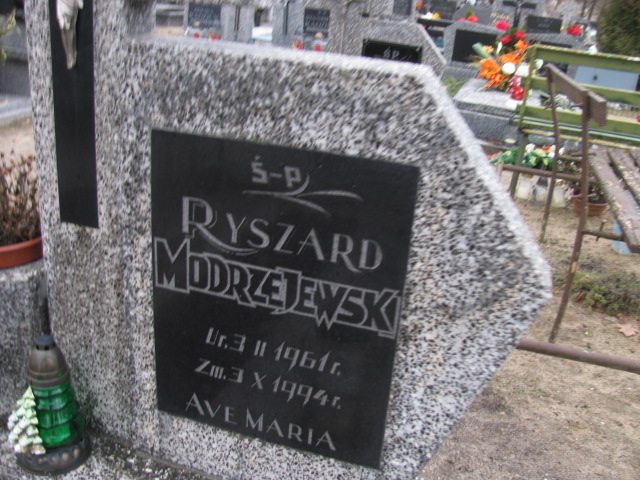 Ś-P
RYSZARD
MODRZEJEWSKI
Ur. 3 II 1961 r.
Zm. 3 X 1994 r.
AVE MARIA
Ś P